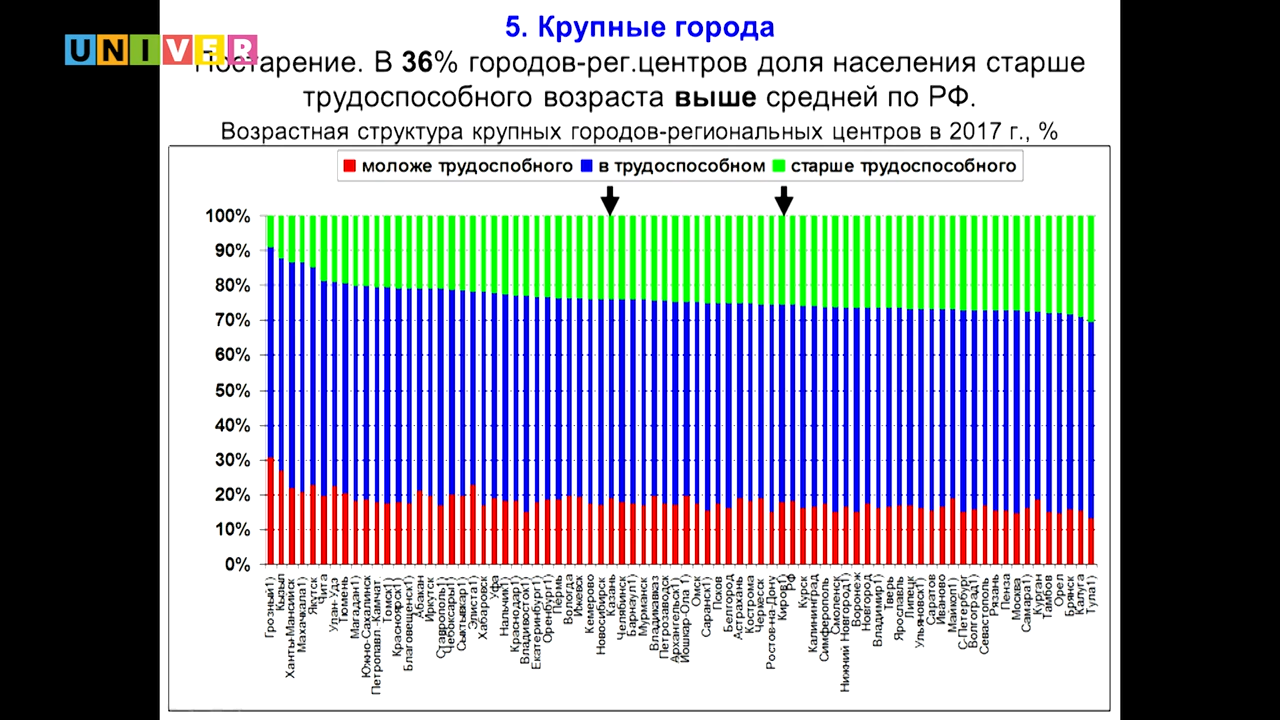 UNIVER
5. Крупные города
Постарение. В 36% городов-рег.центров доля населения старше
трудоспособного возраста выше средней по РФ.
Возрастная структура крупных городов-региональных центров в 2017 г., %
моложе трудоспобного в трудоспособном старше трудоспособного
100%
90%
80%
70%
60%
50%
40%
30%
20%
10%
0%
Грозный1)
Кызыл
Ханты-Мансийск
Махачкала1)
Якутск
Чита
Улан-Удэ
Тюмень
Магадан1)
Южно-Сахалинск
Петропавл.-Камчат.
Томск1)
Красноярск1)
Благовещенск1)
Абакан
Иркутск
Ставрополь1)
Чебоксары1)
Сыктывкар1)
Элиста1)
Хабаровск
Уфа
Нальчик1)
Краснодар1)
Владивосток1)
Екатеринбург1)
Оренбург1)
Пермь
Вологда
Ижевск
Кемерово
Новосибирск
Казань
Челябинск
Барнаул1)
Мурманск
Владикавказ
Петрозаводск
Архангельск1)
Йошкар-Ола 1)
Омск
Саранск1)
Псков
Белгород
Астрахань
Кострома
Черкесск
Ростов-на-Дону
Киров1)
РФ
Курск
Калининград
Симферополь
Смоленск
Нижний Новгород1)
Воронеж
Новгород
Владимир1)
Тверь
Ярославль
Липецк
Ульяновск1)
Саратов
Иваново
Майкоп1)
С-Петербург
Волгоград1)
Севастополь
Рязань
Пенза
Москва
Самара1)
Курган
Тамбов
Орел
Брянск
Калуга
Тула1)